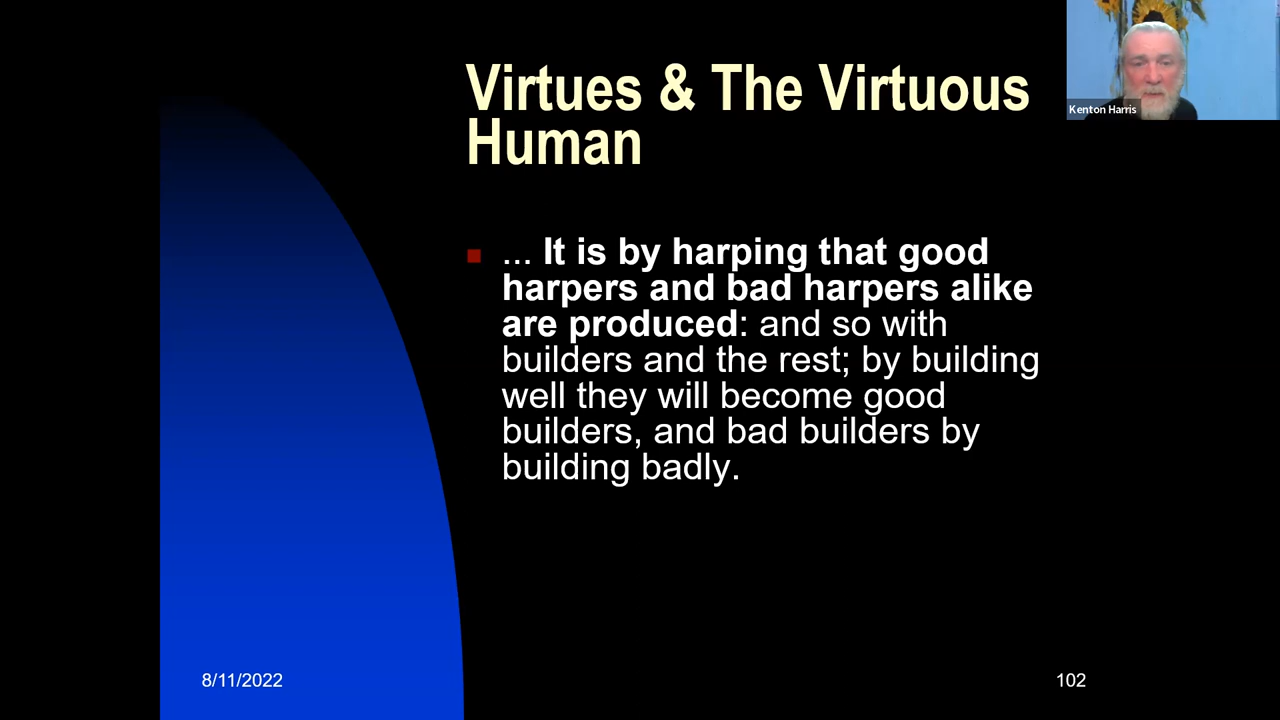 Virtues & The Virtuous
Human
Kenton Harris
... It is by harping that good
harpers and bad harpers alike
are produced: and so with
builders and the rest; by building
well they will become good
builders, and bad builders by
building badly.
8/11/2022
102